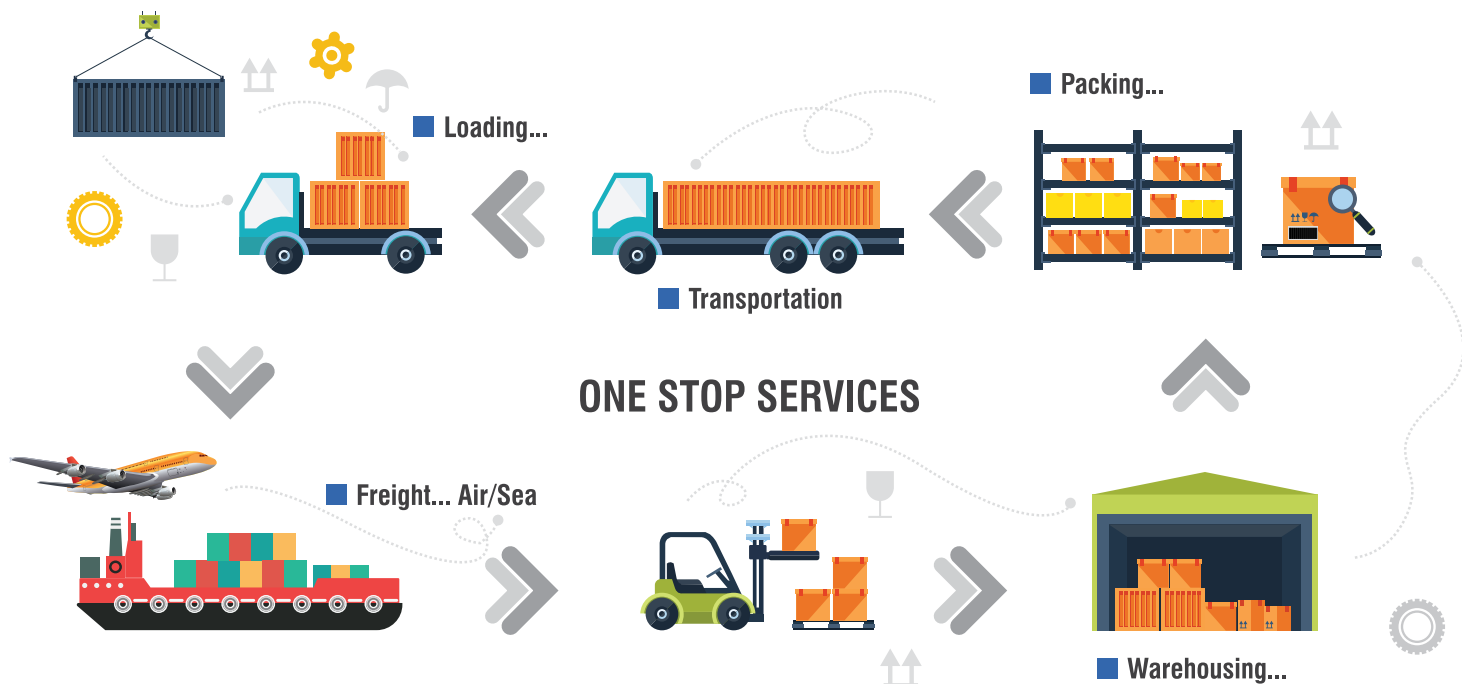 Packing...
Loading...
Transportation
ONE STOP SERVICES
Freight... Air/Sea
Warehousing...